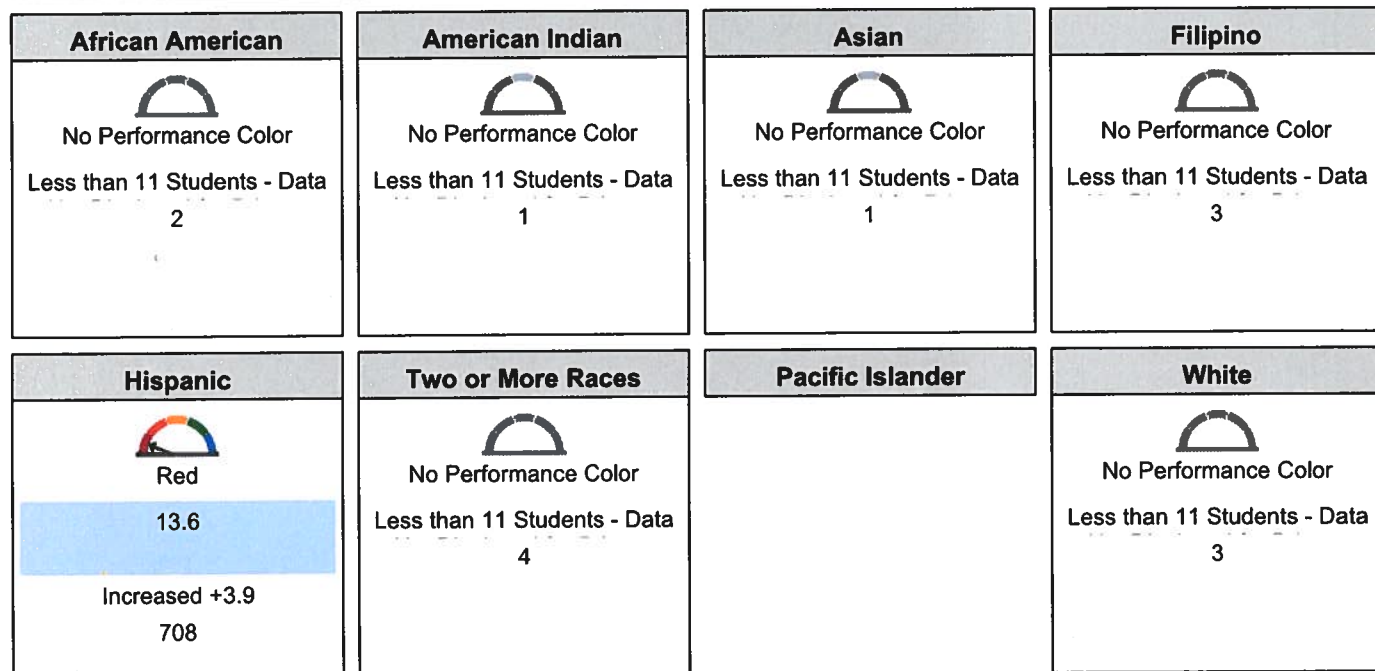 African American
No Performance Color
Less than 11 Students - Data
2
American Indian
No Performance Color
Less than 11 Students - Data
1
Asian
No Performance Color
Less than 11 Students - Data
1
Filipino
No Performance Color
Less than 11 Students - Data
3
Hispanic
Red
13.6
Increased +3.9
708
Two or More Races
No Performance Color
Less than 11 Students - Data
4
Pacific Islander
White
No Performance Color
Less than 11 Students - Data
3